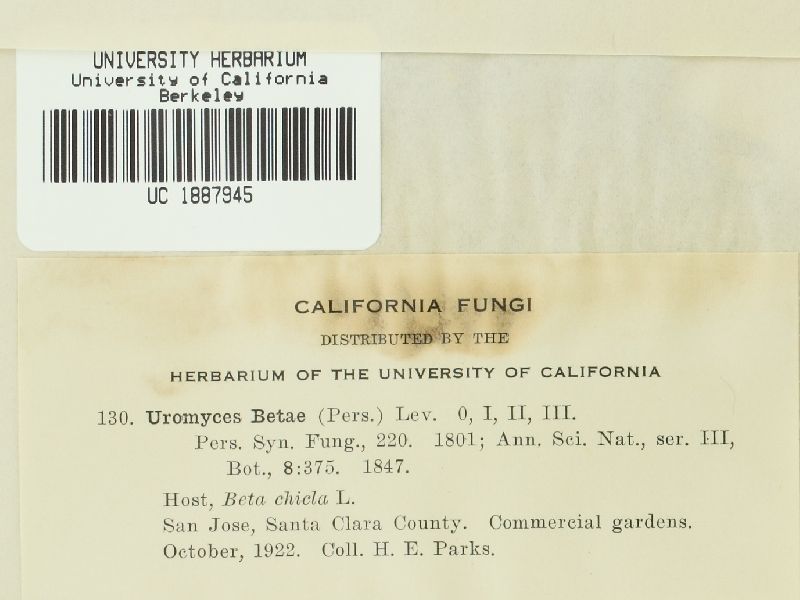 UNIVERSITY HERBARIUM
University of California
Berkeley
UC 1887945
CALIFORNIA FUNGI
DISTRIBUTED BY THE
HERBARIUM OF THE UNIVERSITY OF CALIFORNIA
130. Uromyces Betae (Pers.) Lev. 0, I, II, III.
Pers. Syn. Fung., 220. 1801; Ann. Sci. Nat., ser. III,
Bot., 8:375. 1847.
Host, Beta chicla L.
San Jose, Santa Clara County. Commercial gardens.
October, 1922. Coll. H. E. Parks.